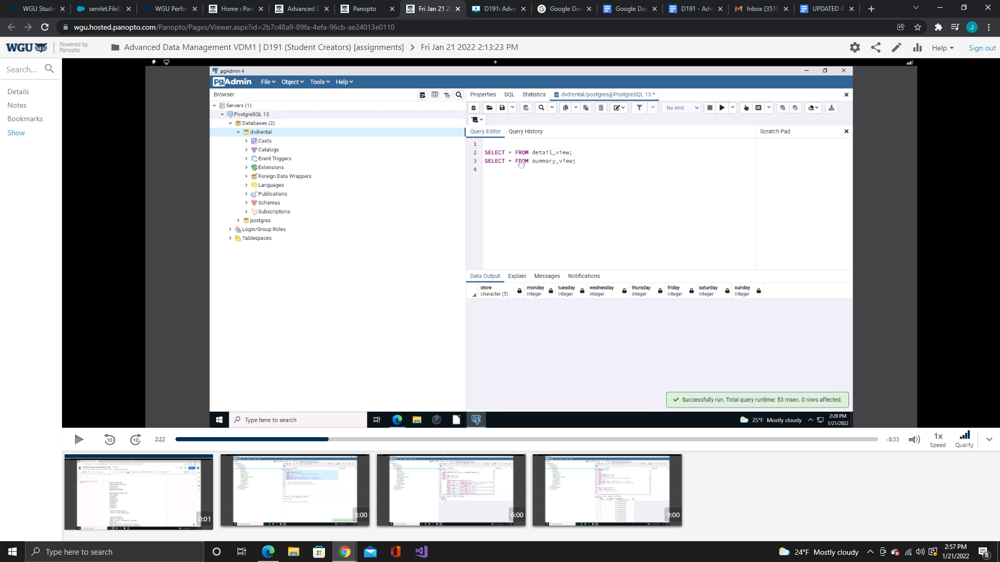 WGU Stude
servlet.FileD
WGU Perfo
Home : Pan
Advanced D
Panopto
Fri Jan 21 2
D191: Adva
Google Doc
Google Doc
D191 - Adv
Inbox (351)
UPDATED A
wgu.hosted.panopto.com/Panopto/Pages/Viewer.aspx?id=2b7c48a9-89fa-4efa-96cb-ae24013e0110
J
WGU
Powered by
Panopto
Advanced Data Management VDM1 | D191 (Student Creators) [assignments] > Fri Jan 21 2022 2:13:23 PM
Help
Sign out
Search...
Details
Notes
Bookmarks
Show
pgAdmin 4
pgAdmin
File
Object
Tools
Help
Browser
Properties
SQL
Statistics
dvdrental/postgres@PostgreSQL 13 *
Servers (1)
PostgreSQL 13
Databases (2)
dvdrental
Casts
Catalogs
Event Triggers
Extensions
Foreign Data Wrappers
Languages
Publications
Schemas
Subscriptions
postgres
Login/Group Roles
Tablespaces
No limit
Query Editor
Query History
Scratch Pad
1
2 SELECT * FROM detail_view;
3 SELECT * FROM summary_view;
4
Data Output
Explain
Messages
Notifications
store
character (5)
monday
integer
tuesday
integer
wednesday
integer
thursday
integer
friday
integer
saturday
integer
sunday
integer
Successfully run. Total query runtime: 53 msec. 0 rows affected.
Type here to search
25°F Mostly cloudy
2:20 PM
1/21/2022
10
10
2:22
-8:33
1x
Speed
Quality
0:01
3:00
6:00
9:00
Type here to search
24°F Mostly cloudy
2:57 PM
1/21/2022
8